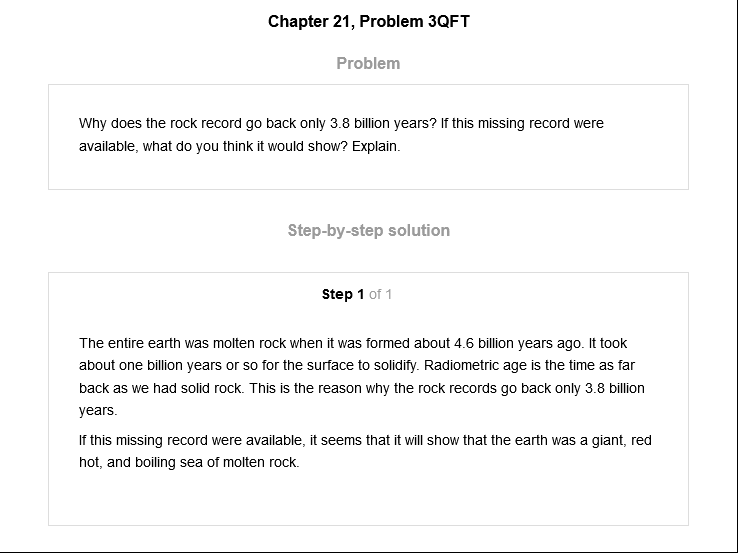 Chapter 21, Problem 3QFT
Problem
Why does the rock record go back only 3.8 billion years? If this missing record were
available, what do you think it would show? Explain.
Step-by-step solution
Step 1 of 1
The entire earth was molten rock when it was formed about 4.6 billion years ago. It took
about one billion years or so for the surface to solidify. Radiometric age is the time as far
back as we had solid rock. This is the reason why the rock records go back only 3.8 billion
years.
If this missing record were available, it seems that it will show that the earth was a giant, red
hot, and boiling sea of molten rock.